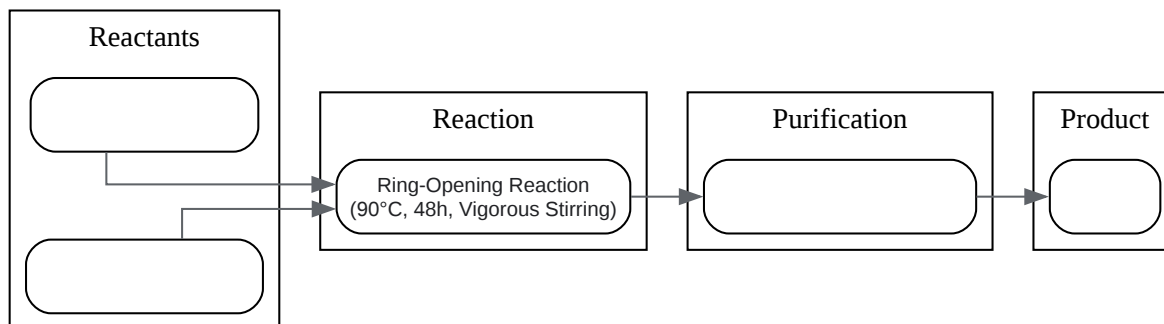 Reactants
Reaction
Ring-Opening Reaction
(90°C, 48h, Vigorous Stirring)
Purification
Product